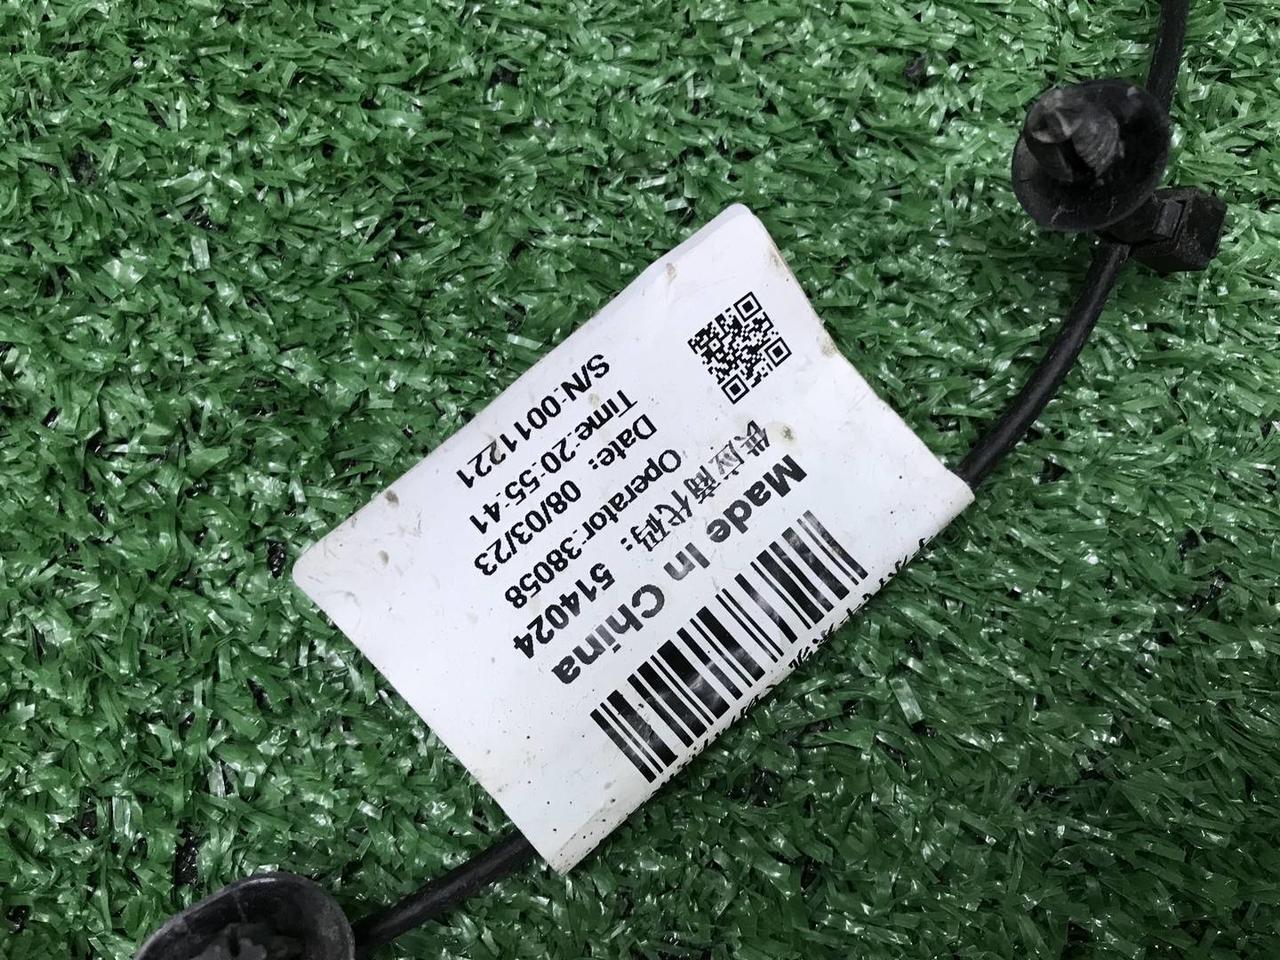 Made In China
供应商代码: 514024
Operator:38058
Date: 08/03/23
Time:20:55:41
S/N:0011221